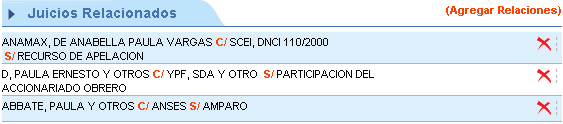 Juicios Relacionados (Agregar Relaciones)
ANAMAX, DE ANABELLA PAULA VARGAS C/ SCEI, DNCI 110/2000
S/ RECURSO DE APELACION
D, PAULA ERNESTO Y OTROS C/ YPF, SDA Y OTRO S/ PARTICIPACION DEL
ACCIONARIADO OBRERO
ABBATE, PAULA Y OTROS C/ ANSES S/ AMPARO